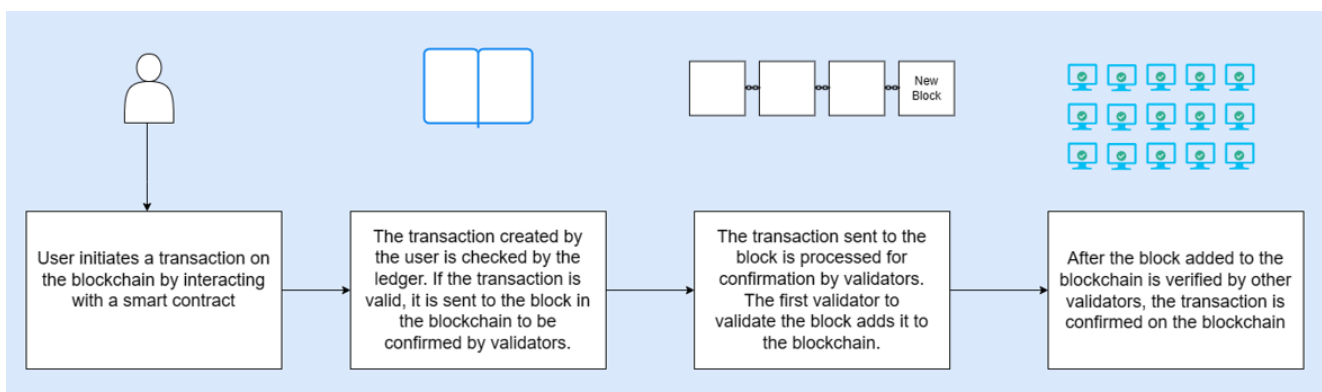 New
Block
User initiates a transaction on
the blockchain by interacting
with a smart contract
The transaction created by
the user is checked by the
ledger. If the transaction is
valid, it is sent to the block in
the blockchain to be
confirmed by validators.
The transaction sent to the
block is processed for
confirmation by validators.
The first validator to
validate the block adds it to
the blockchain.
After the block added to the
blockchain is verified by other
validators, the transaction is
confirmed on the blockchain